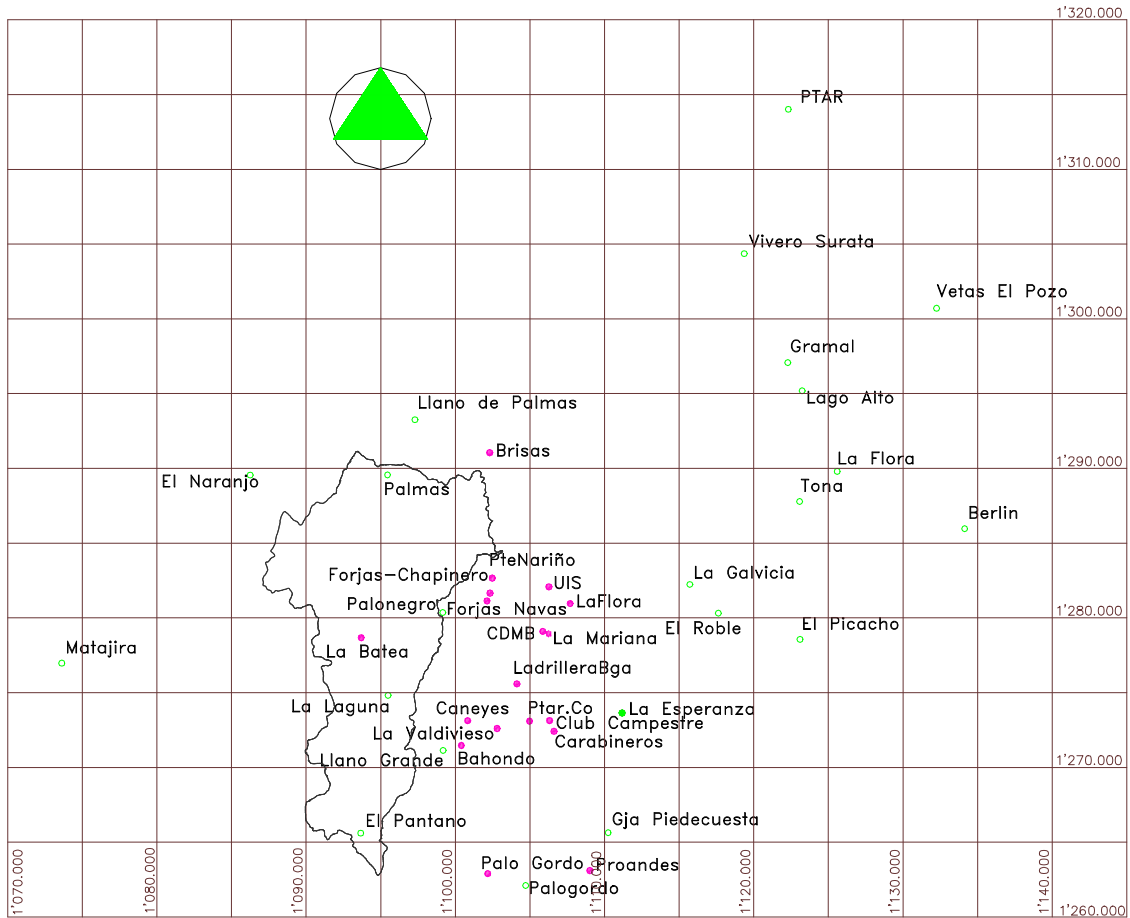 1'320.000
PTAR
1'310.000
Vivero Surata
Vetas El Pozo
1'300.000
Gramal
Lago Alto
Llano de Palmas
Brisas
La Flora
1'290.000
El Naranjo
Palmas
Tona
Berlin
PteNariño
Forjas-Chapinero
UIS
La Galvicia
Palonegro
Forjas Navas
LaFlora
1'280.000
El Roble
El Picacho
CDMB
La Mariana
Matajira
La Batea
LadrilleraBga
La Laguna
Caneyes
Ptar.Co
La Esperanza
La Valdivieso
Club Campestre
Carabineros
Llano Grande
Bahondo
1'270.000
El Pantano
Gja Piedecuesta
Palo Gordo
Proandes
Palogordo
1'070.000
1'080.000
1'090.000
1'100.000
1'110.000
1'120.000
1'130.000
1'140.000
1'260.000